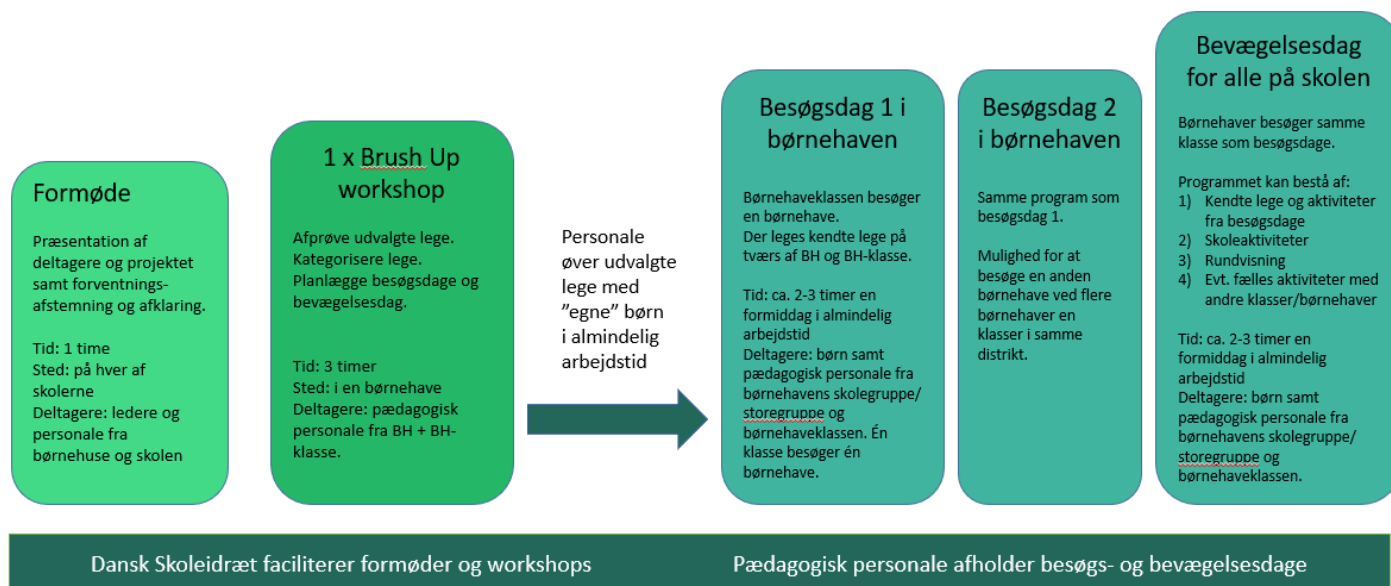 Formøde
Præsentation af
deltagere og projektet
samt forventnings-
afstemning og afklaring.
Tid: 1 time
Sted: på hver af
skolerne
Deltagere: ledere og
personale fra
børnehuse og skolen
1 x Brush Up
workshop
Afprøve udvalgte lege.
Kategorisere lege.
Planlægge besøgsdage og
bevægelsesdag.
Tid: 3 timer
Sted: i en børnehave
Deltagere: pædagogisk
personale fra BH + BH-
klasse.
Personale
øver udvalgte
lege med
”egne” børn
i almindelig
arbejdstid
Besøgsdag 1 i
børnehaven
Børnehaveklassen besøger
en børnehave.
Der leges kendte lege på
tværs af BH og BH-klasse.
Tid: ca. 2-3 timer en
formiddag i almindelig
arbejdstid
Deltagere: børn samt
pædagogisk personale fra
børnehavens skolegruppe/
storegruppe og
børnehaveklassen. Én
klasse besøger én
børnehave.
Besøgsdag 2
i børnehaven
Samme program som
besøgsdag 1.
Mulighed for at
besøge en anden
børnehave ved flere
børnehaver en
klasser i samme
distrikt.
Bevægelsesdag
for alle på skolen
Børnehaver besøger samme
klasse som besøgsdage.
Programmet kan bestå af:
1) Kendte lege og aktiviteter
fra besøgsdage
2) Skoleaktiviteter
3) Rundvisning
4) Evt. fælles aktiviteter med
andre klasser/børnehaver
Tid: ca. 2-3 timer en
formiddag i almindelig
arbejdstid
Deltagere: børn samt
pædagogisk personale fra
børnehavens skolegruppe/
storegruppe og
børnehaveklassen.
Dansk Skoleidræt faciliterer formøder og workshops
Pædagogisk personale afholder besøgs- og bevægelsesdage